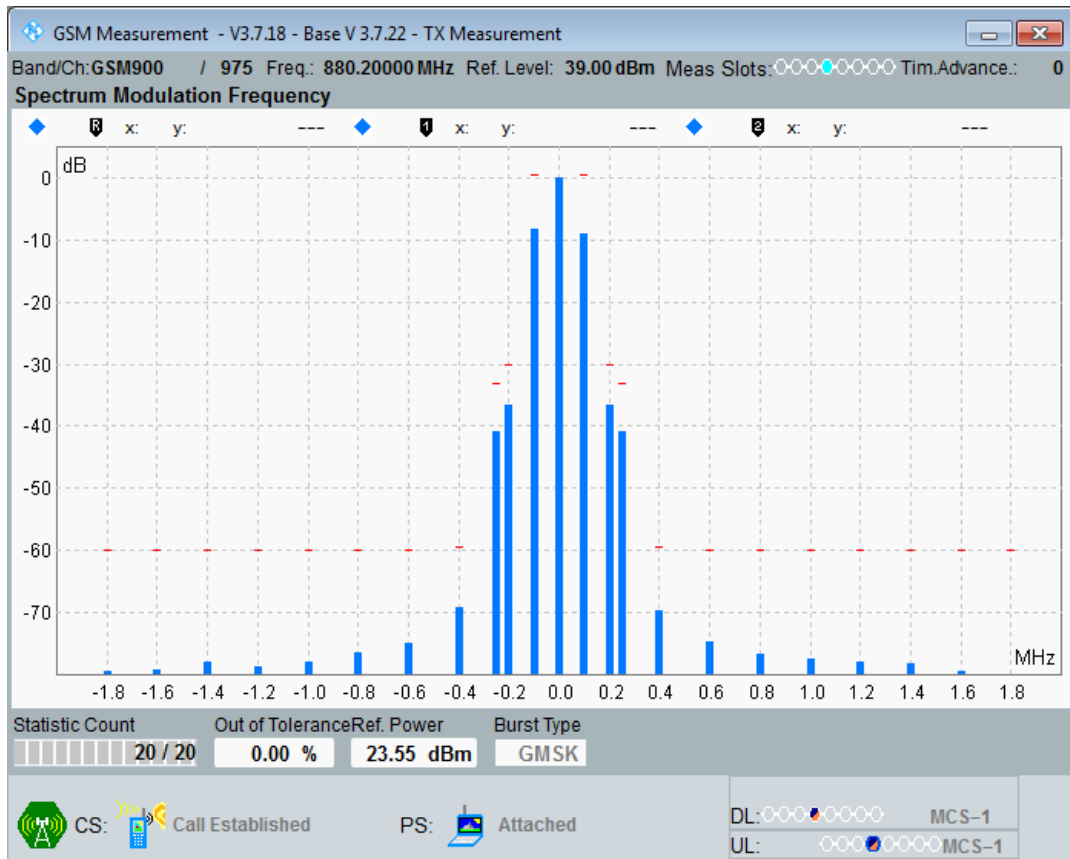 GSM Measurement - V3.7.18 - Base V 3.7.22 - TX Measurement
Band/Ch:GSM900 / 975 Freq.: 880.20000 MHz Ref. Level: 39.00 dBm Meas Slots: Tim.Advance.: 0
Spectrum Modulation Frequency
R x: y: --- 1 x: y: --- 2 x: y: ---
dB
0
-10
-20
-30
-40
-50
-60
-70
MHz
-1.8 -1.6 -1.4 -1.2 -1.0 -0.8 -0.6 -0.4 -0.2 0.0 0.2 0.4 0.6 0.8 1.0 1.2 1.4 1.6 1.8
Statistic Count Out of Tolerance Ref. Power Burst Type
20 / 20 0.00 % 23.55 dBm GMSK
CS: Call Established PS: Attached
DL: MCS-1
UL: MCS-1